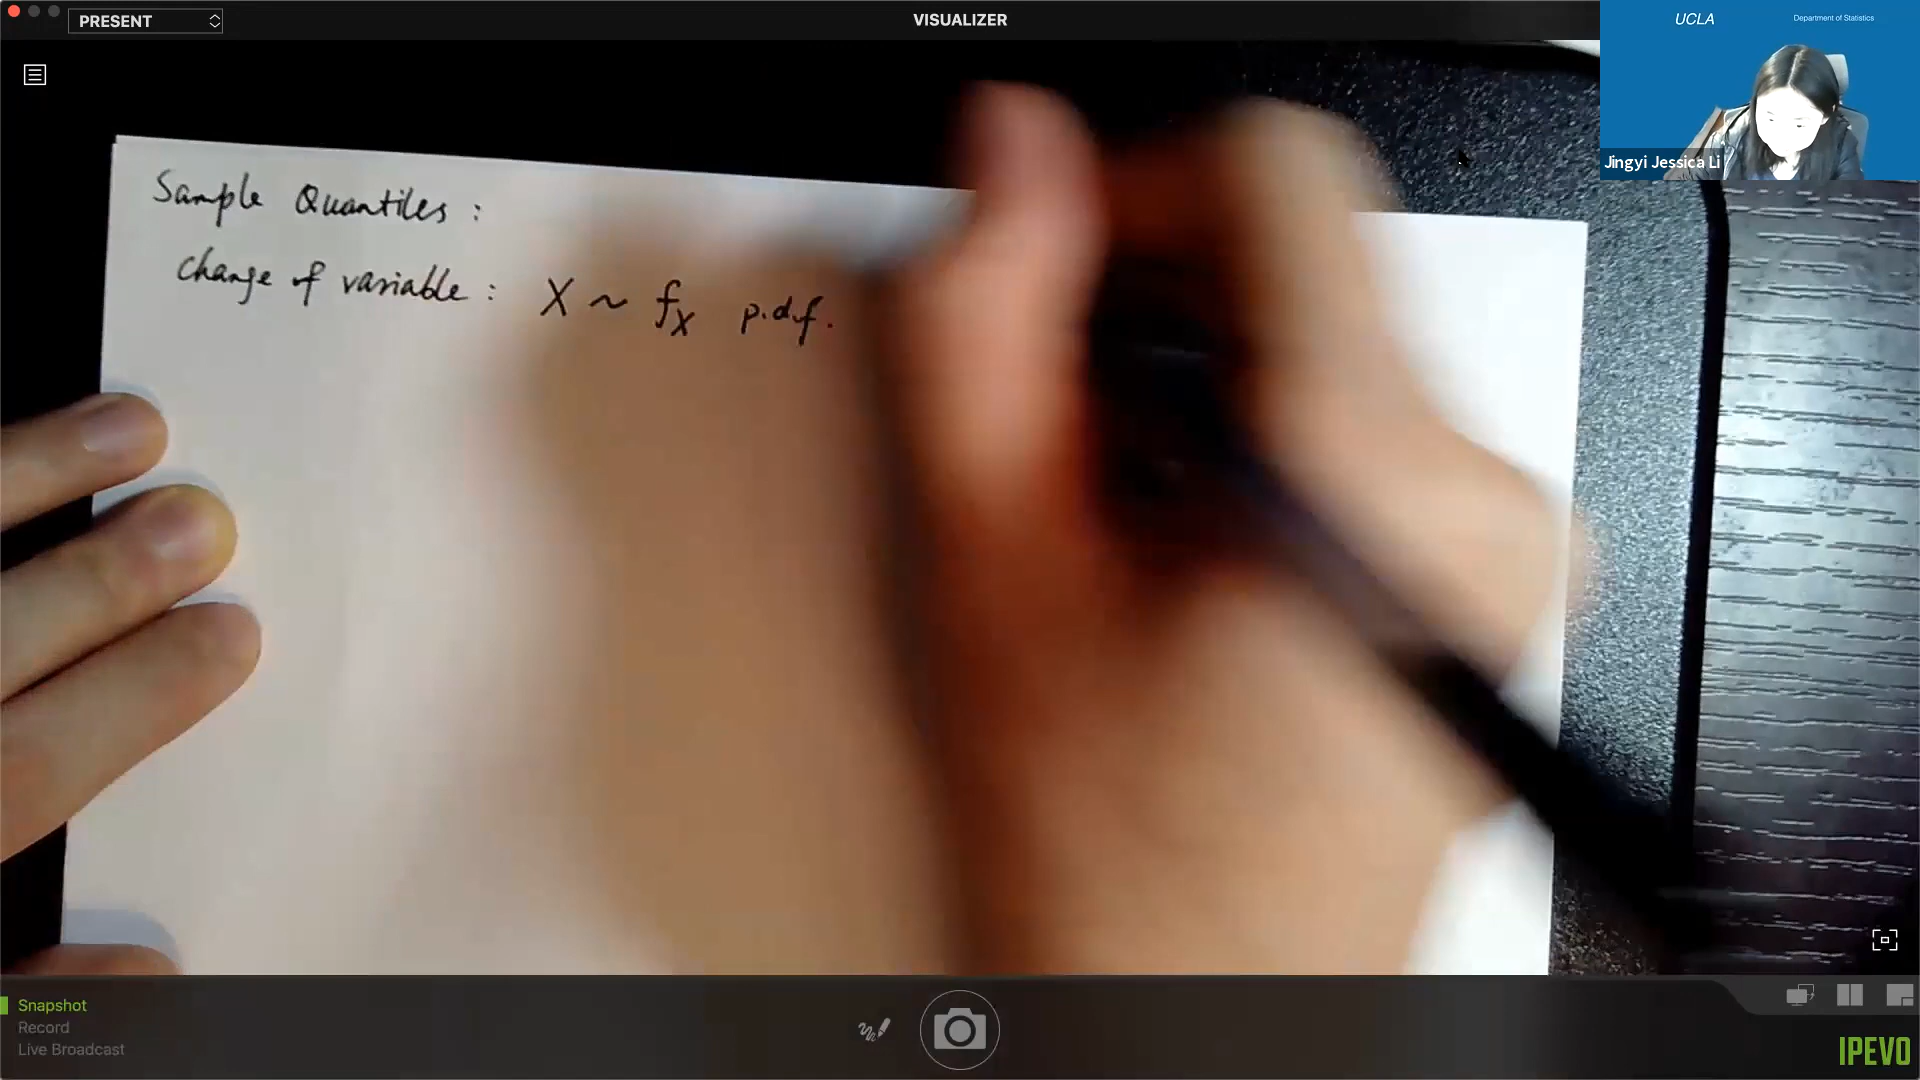 PRESENT
VISUALIZER
UCLA
Department of Statistics
Jingyi Jessica Li
Sample Quantiles :
change of variable : X ~ f_X p.d.f.
Snapshot
Record
Live Broadcast
IPEVO